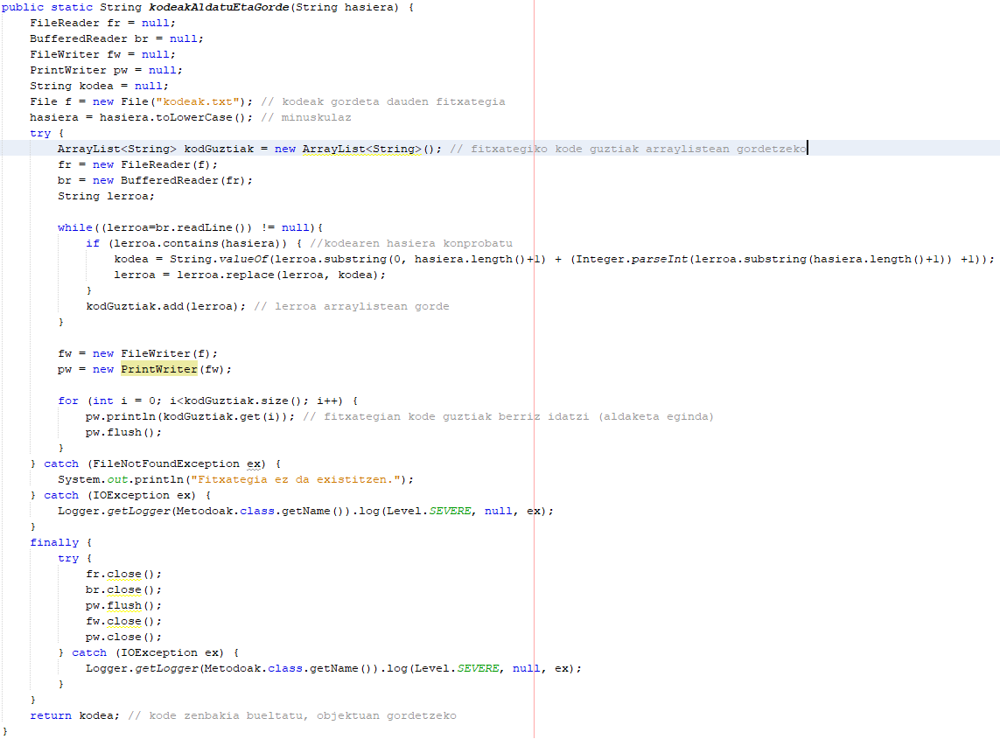 public static String kodeakAldatuEtaGorde(String hasiera) {
    FileReader fr = null;
    BufferedReader br = null;
    FileWriter fw = null;
    PrintWriter pw = null;
    String kodea = null;
    File f = new File("kodeak.txt"); // kodeak gordeta dauden fitxategia
    hasiera = hasiera.toLowerCase(); // minuskulaz
    try {
        ArrayList<String> kodGuztiak = new ArrayList<String>(); // fitxategiko kode guztiak arraylistean gordetzeko
        fr = new FileReader(f);
        br = new BufferedReader(fr);
        String lerroa;

        while((lerroa=br.readLine()) != null){
            if (lerroa.contains(hasiera)) { //kodearen hasiera konprobatu
                kodea = String.valueOf(lerroa.substring(0, hasiera.length()+1) + (Integer.parseInt(lerroa.substring(hasiera.length()+1)) +1));
                lerroa = lerroa.replace(lerroa, kodea);
            }
            kodGuztiak.add(lerroa); // lerroa arraylistean gorde
        }

        fw = new FileWriter(f);
        pw = new PrintWriter(fw);

        for (int i = 0; i<kodGuztiak.size(); i++) {
            pw.println(kodGuztiak.get(i)); // fitxategian kode guztiak berriz idatzi (aldaketa eginda)
            pw.flush();
        }
    } catch (FileNotFoundException ex) {
        System.out.println("Fitxategia ez da existitzen.");
    } catch (IOException ex) {
        Logger.getLogger(Metodoak.class.getName()).log(Level.SEVERE, null, ex);
    }
    finally {
        try {
            fr.close();
            br.close();
            pw.flush();
            fw.close();
            pw.close();
        } catch (IOException ex) {
            Logger.getLogger(Metodoak.class.getName()).log(Level.SEVERE, null, ex);
        }
    }
    return kodea; // kode zenbakia bueltatu, objektuan gordetzeko
}